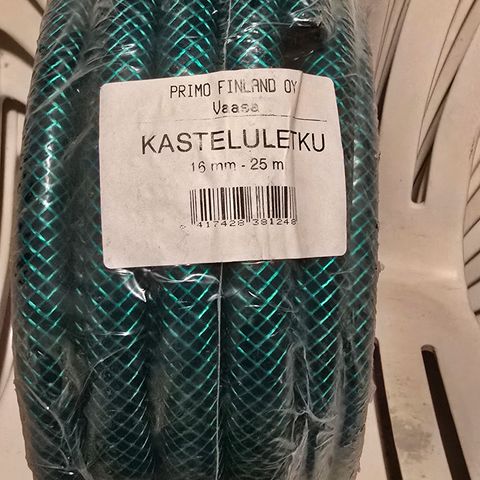 PRIMO FINLAND OY
Vaasa
KASTELULETKU
16 mm - 25 m
6 417428 381248